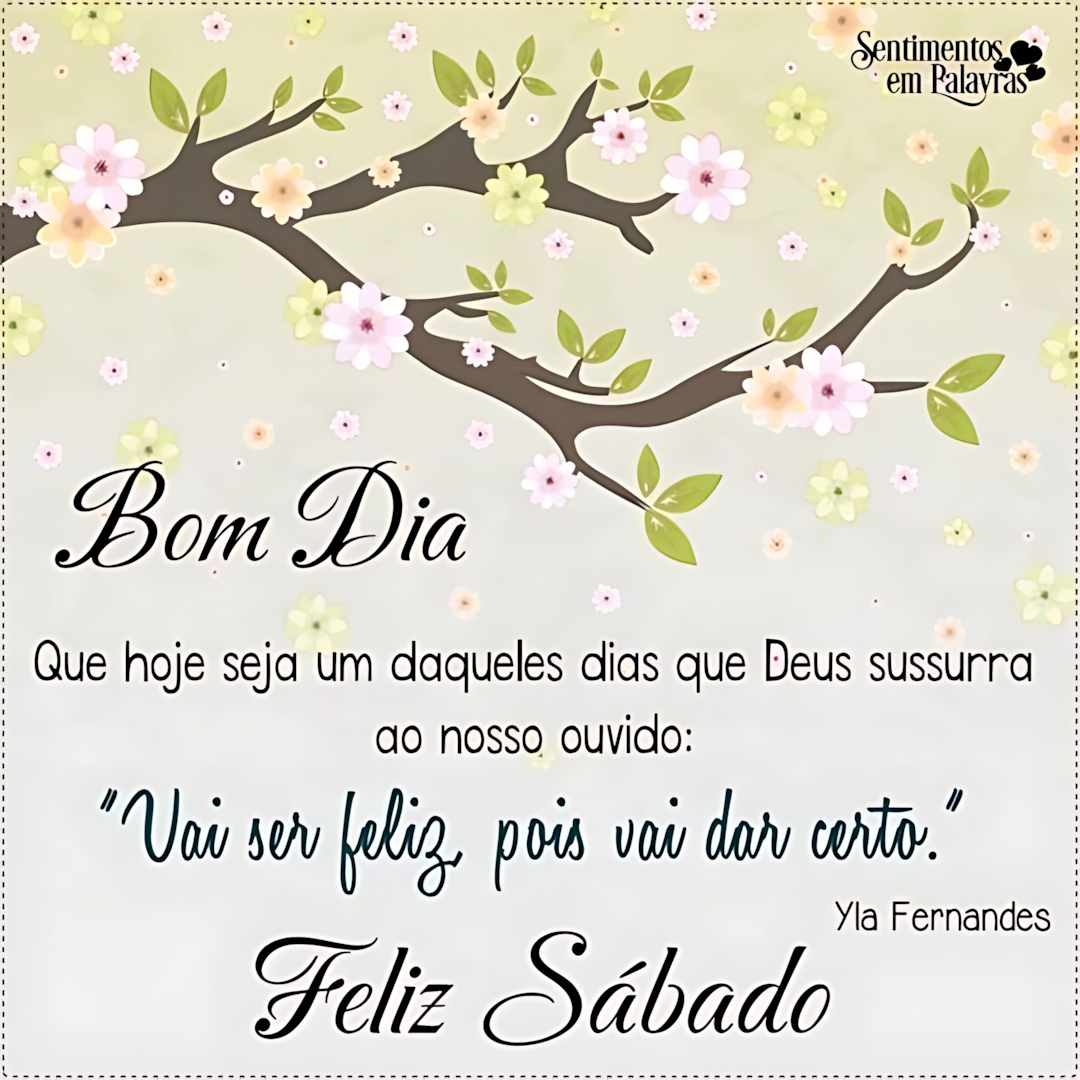 Sentimentos
em Palavras
Bom Dia
Que hoje seja um daqueles dias que Deus sussurra
ao nosso ouvido:
"Vai ser feliz, pois vai dar certo."
Yla Fernandes
Feliz Sábado